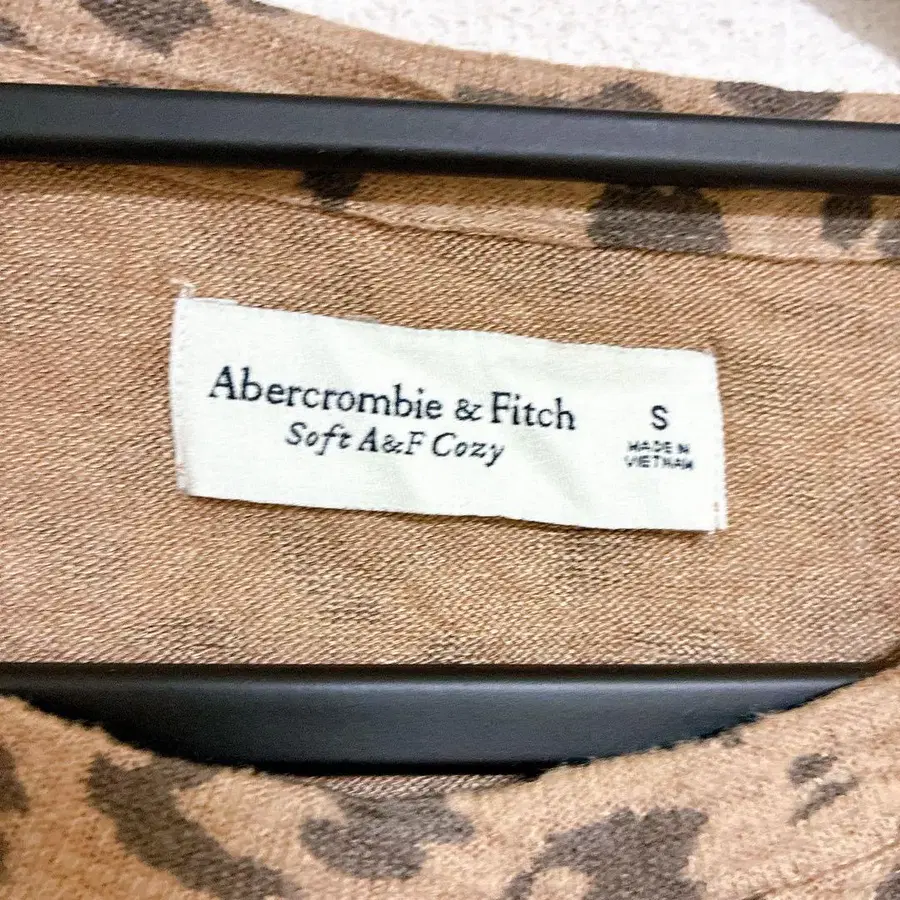 Abercrombie & Fitch
Soft A&F Cozy
S
MADE IN
VIETNAM